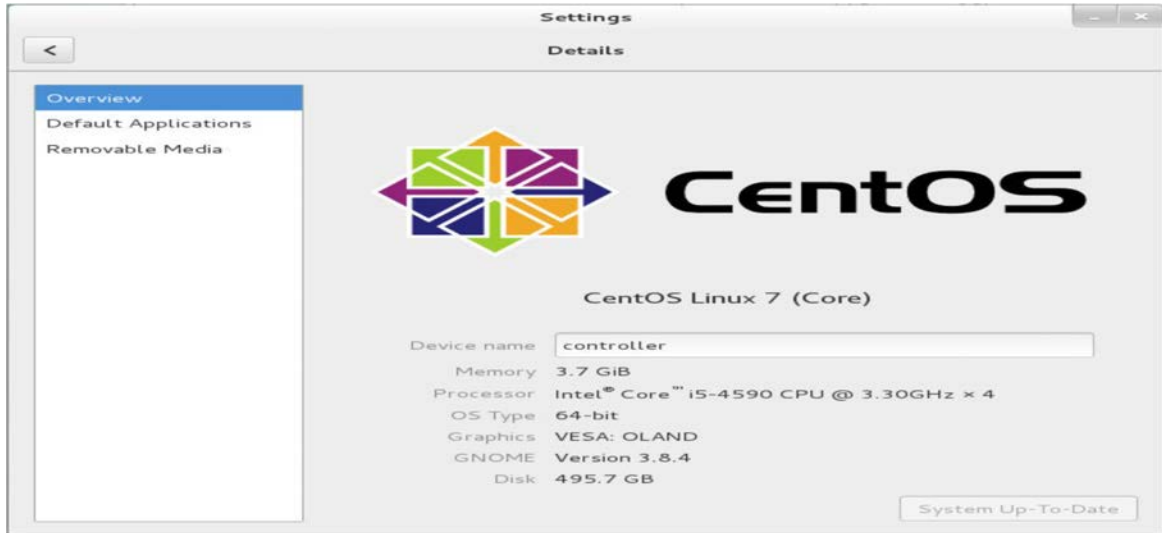 Settings
<
Details
Overview
Default Applications
Removable Media
CentOS
CentOS Linux 7 (Core)
Device name controller
Memory 3.7 GiB
Processor Intel® Core™ i5-4590 CPU @ 3.30GHz × 4
OS Type 64-bit
Graphics VESA: OLAND
GNOME Version 3.8.4
Disk 495.7 GB
System Up-To-Date